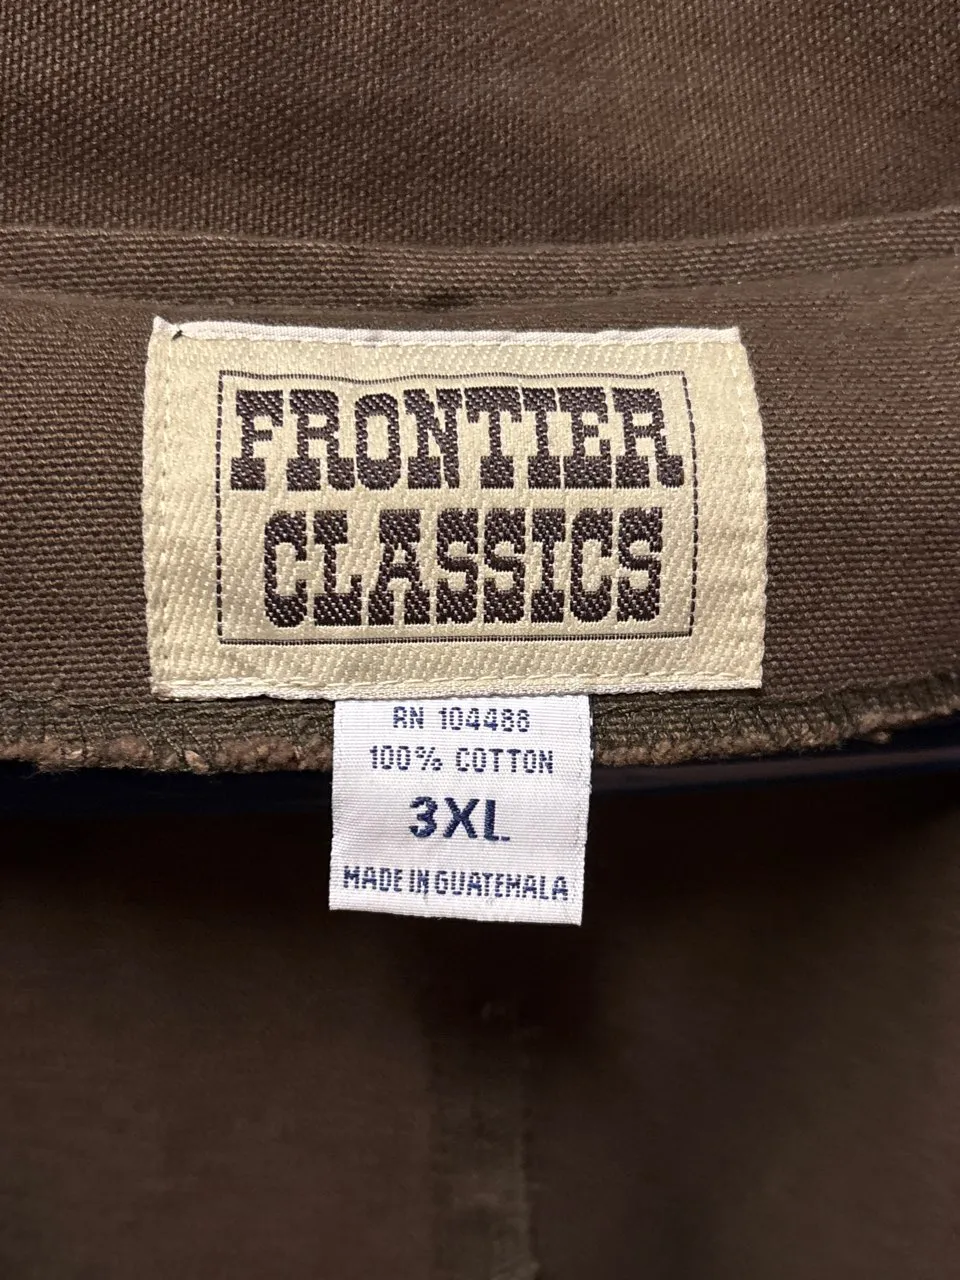 FRONTIER
CLASSICS
RN 104488
100% COTTON
3XL
MADE IN GUATEMALA